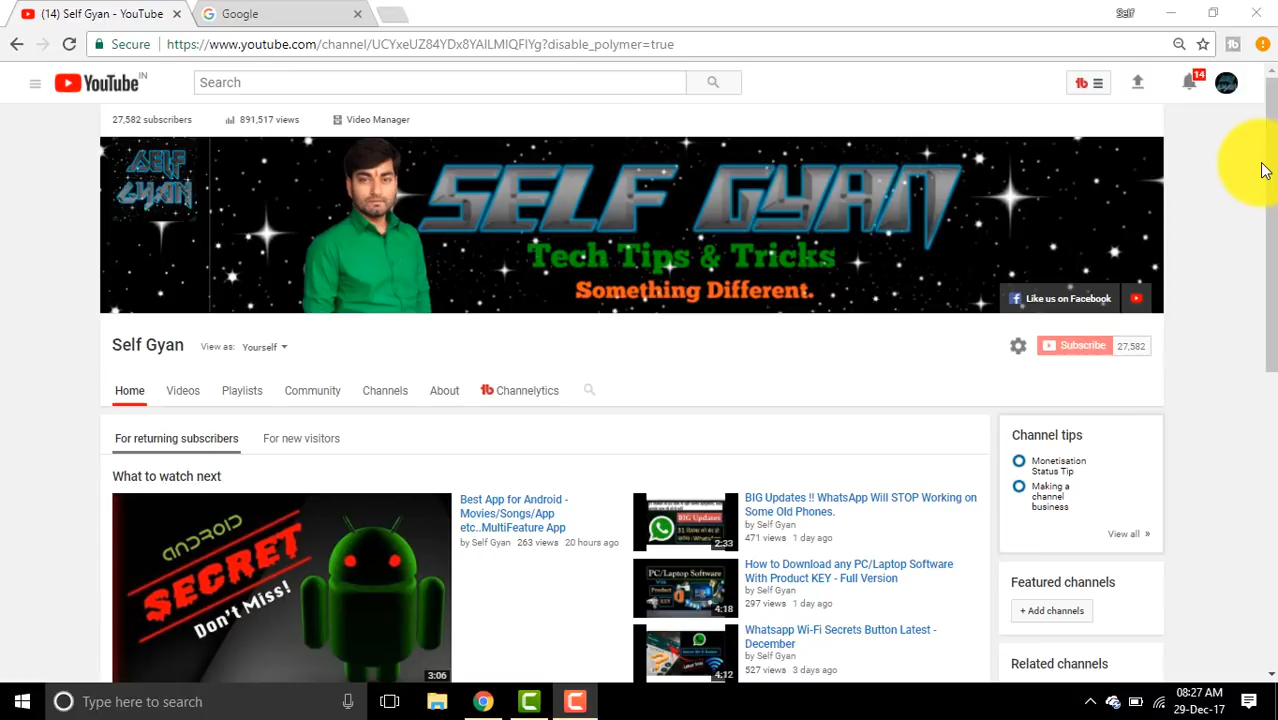 (14) Self Gyan - YouTube
Google
Self
Secure
https://www.youtube.com/channel/UCYxeUZ84YDx8YAILMIQFIYg?disable_polymer=true
YouTube IN
Search
14
27,582 subscribers
891,517 views
Video Manager
SELF
GYAN
SELF GYAN
Tech Tips & Tricks
Something Different.
Like us on Facebook
Self Gyan
View as:
Yourself
Subscribe
27,582
Home
Videos
Playlists
Community
Channels
About
Channelytics
For returning subscribers
For new visitors
What to watch next
ANDROID
SECRET
Don't Miss!
3:06
Best App for Android -
Movies/Songs/App
etc..MultiFeature App
by Self Gyan 263 views 20 hours ago
BIG Updates
WhatsApp
2:33
BIG Updates !! WhatsApp Will STOP Working on
Some Old Phones.
by Self Gyan
471 views 1 day ago
PC/Laptop Software
With
Product
KEY
4:18
How to Download any PC/Laptop Software
With Product KEY - Full Version
by Self Gyan
297 views 1 day ago
4:12
Whatsapp Wi-Fi Secrets Button Latest -
December
by Self Gyan
527 views 3 days ago
Channel tips
Monetisation
Status Tip
Making a
channel
business
View all »
Featured channels
+ Add channels
Related channels
Type here to search
08:27 AM
29-Dec-17